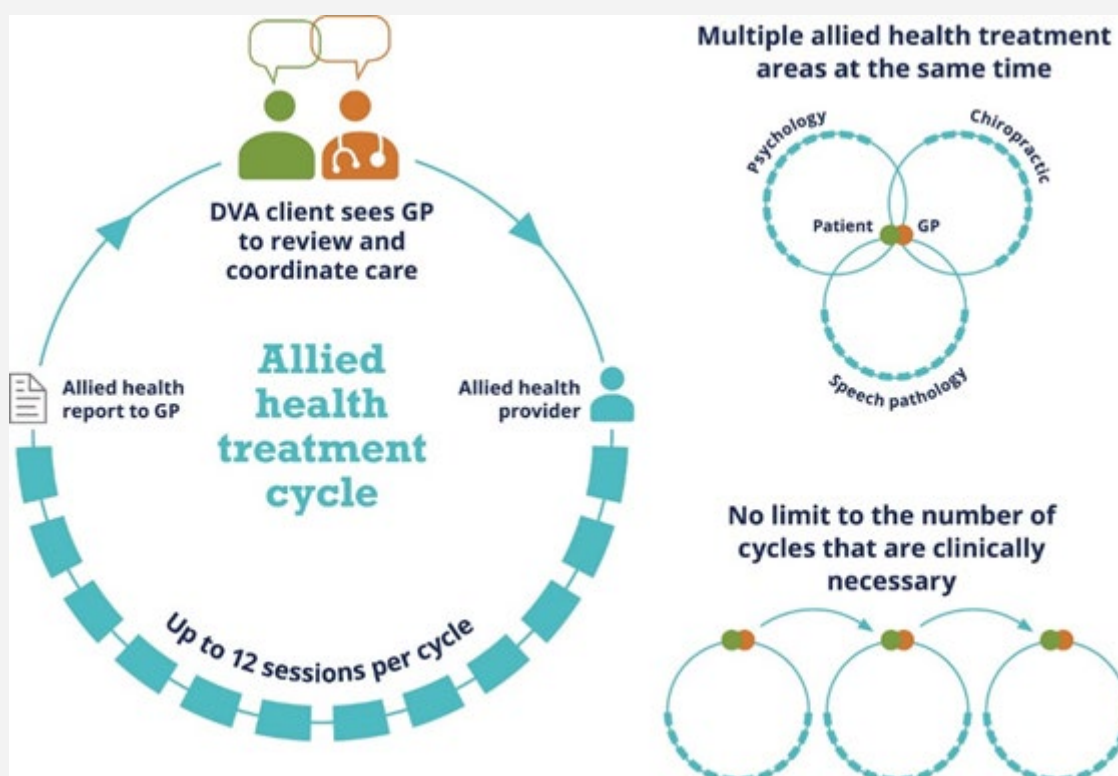 DVA client sees GP
to review and
coordinate care
Allied
health
treatment
cycle
Allied health
report to GP
Allied health
provider
Up to 12 sessions per cycle
Multiple allied health treatment
areas at the same time
Psychology
Chiropractic
Patient
GP
Speech pathology
No limit to the number of
cycles that are clinically
necessary